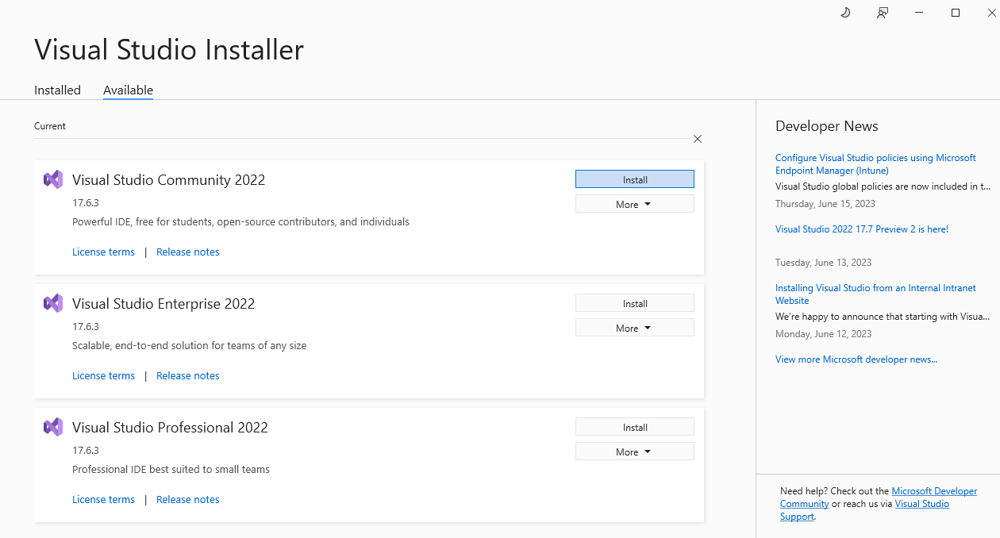 Visual Studio Installer
Installed Available
Current
Visual Studio Community 2022
Install
17.6.3
More
Powerful IDE, free for students, open-source contributors, and individuals
License terms | Release notes
Visual Studio Enterprise 2022
Install
17.6.3
More
Scalable, end-to-end solution for teams of any size
License terms | Release notes
Visual Studio Professional 2022
Install
17.6.3
More
Professional IDE best suited to small teams
License terms | Release notes
Developer News
Configure Visual Studio policies using Microsoft
Endpoint Manager (Intune)
Visual Studio global policies are now included in t...
Thursday, June 15, 2023
Visual Studio 2022 17.7 Preview 2 is here!
Tuesday, June 13, 2023
Installing Visual Studio from an Internal Intranet
Website
We're happy to announce that starting with Visua...
Monday, June 12, 2023
View more Microsoft developer news...
Need help? Check out the Microsoft Developer
Community or reach us via Visual Studio
Support.